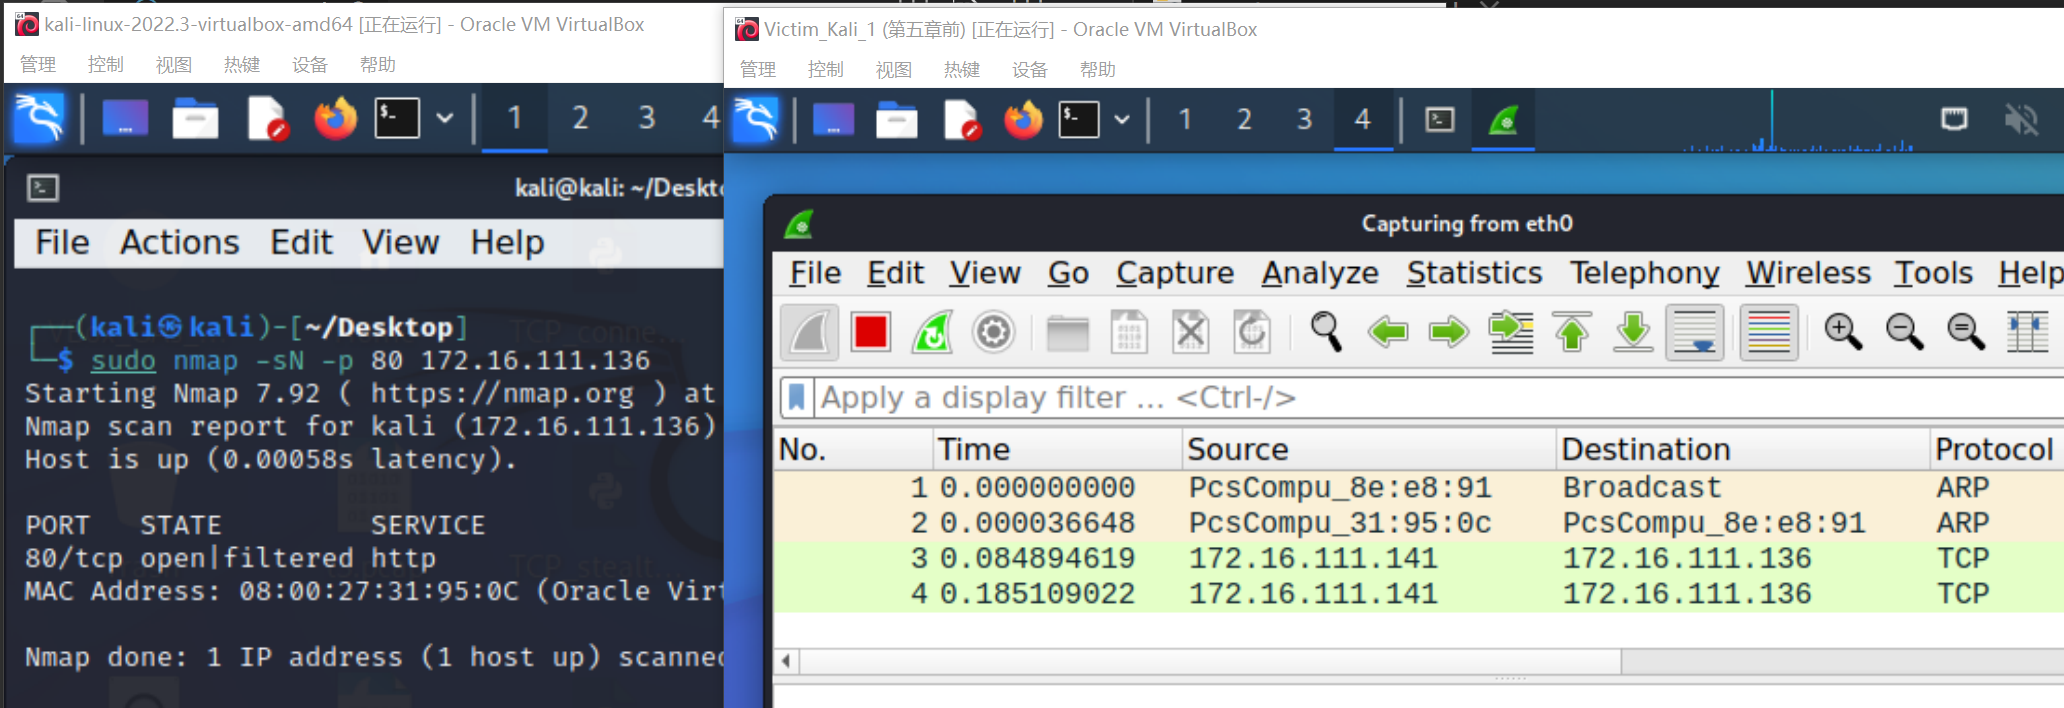 kali-linux-2022.3-virtualbox-amd64 [正在运行] - Oracle VM VirtualBox
管理 控制 视图 热键 设备 帮助
1 2 3 4
kali@kali: ~/Deskto
File Actions Edit View Help
(kali㉿kali)-[~/Desktop]
$ sudo nmap -sN -p 80 172.16.111.136
Starting Nmap 7.92 ( https://nmap.org ) at
Nmap scan report for kali (172.16.111.136)
Host is up (0.00058s latency).
PORT STATE SERVICE
80/tcp open|filtered http
MAC Address: 08:00:27:31:95:0C (Oracle Virt
Nmap done: 1 IP address (1 host up) scanned
TCP_conne...
TCP_stealt...
Victim_Kali_1 (第五章前) [正在运行] - Oracle VM VirtualBox
管理 控制 视图 热键 设备 帮助
1 2 3 4
Capturing from eth0
File Edit View Go Capture Analyze Statistics Telephony Wireless Tools Help
Apply a display filter ... <Ctrl-/>
No. Time Source Destination Protocol
1 0.000000000 PcsCompu_8e:e8:91 Broadcast ARP
2 0.000036648 PcsCompu_31:95:0c PcsCompu_8e:e8:91 ARP
3 0.084894619 172.16.111.141 172.16.111.136 TCP
4 0.185109022 172.16.111.141 172.16.111.136 TCP